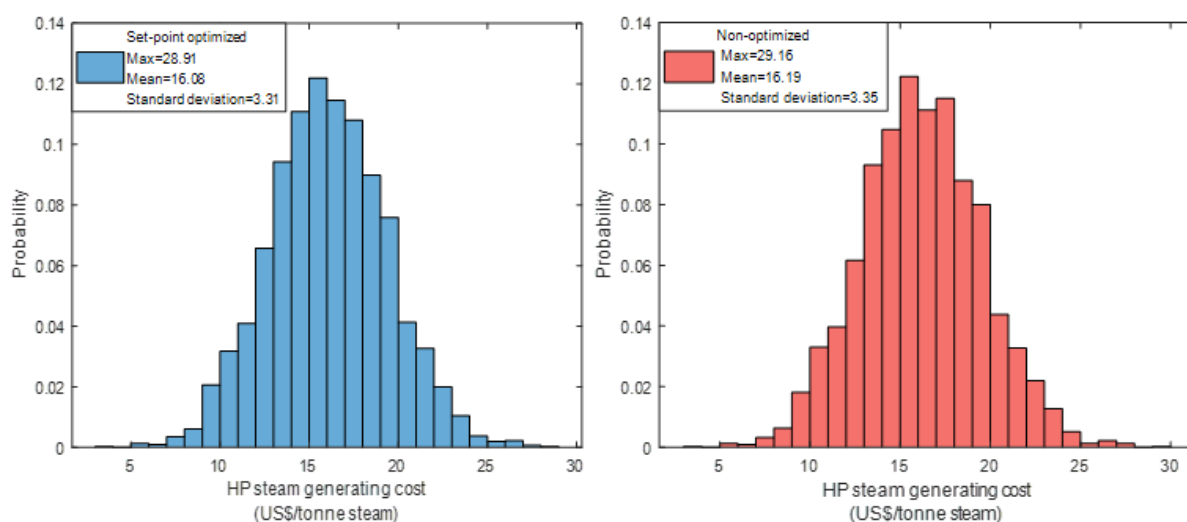 0.14
0.12
0.1
0.08
0.06
0.04
0.02
0
Probability
Set-point optimized
Max=28.91
Mean=16.08
Standard deviation=3.31
5
10
15
20
25
30
HP steam generating cost
(US$/tonne steam)
0.14
0.12
0.1
0.08
0.06
0.04
0.02
0
Probability
Non-optimized
Max=29.16
Mean=16.19
Standard deviation=3.35
5
10
15
20
25
30
HP steam generating cost
(US$/tonne steam)